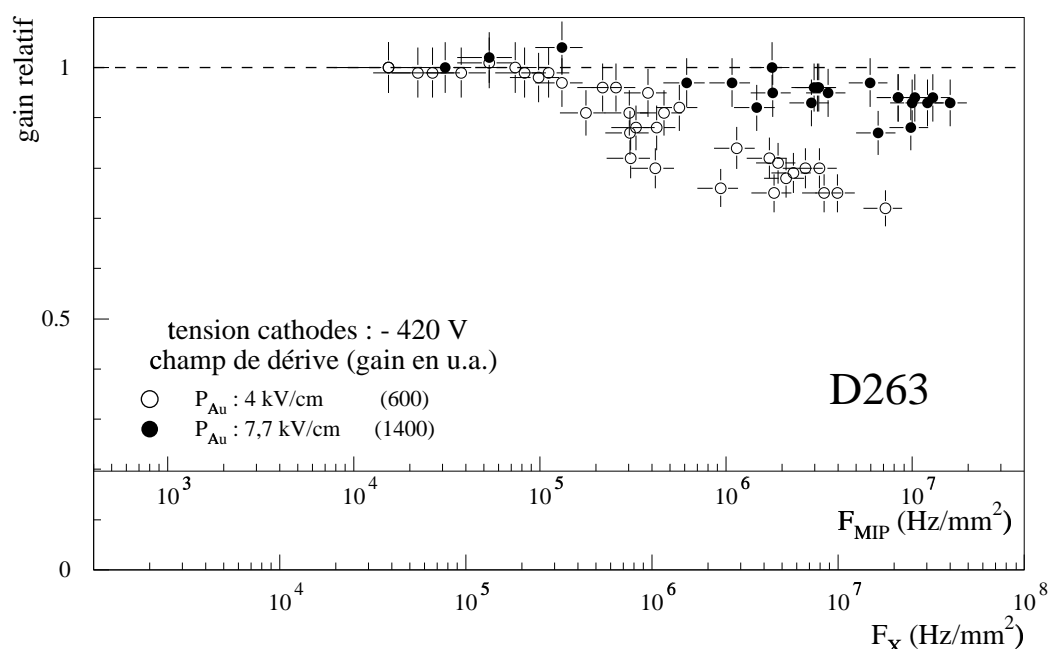 gain relatif
1
0.5
0
tension cathodes : - 420 V
champ de dérive (gain en u.a.)
P_Au : 4 kV/cm (600)
P_Au : 7,7 kV/cm (1400)
D263
10^3 10^4 10^5 10^6 10^7
F_MIP (Hz/mm^2)
10^4 10^5 10^6 10^7 10^8
F_X (Hz/mm^2)